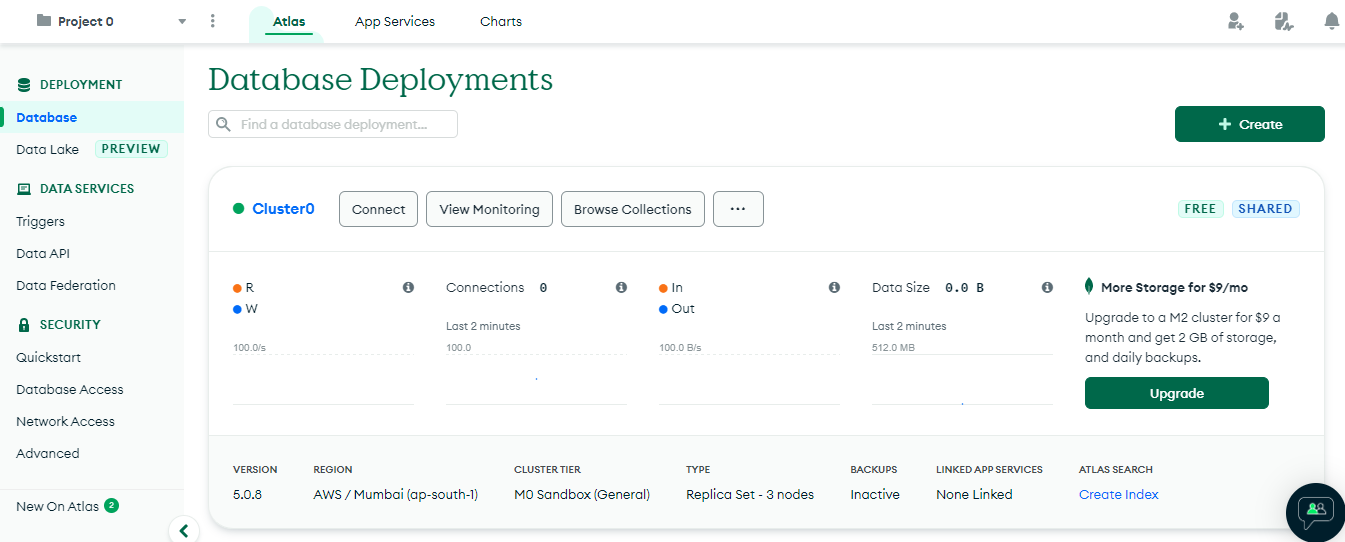 Project 0
Atlas
App Services
Charts
DEPLOYMENT
Database
Data Lake PREVIEW
DATA SERVICES
Triggers
Data API
Data Federation
SECURITY
Quickstart
Database Access
Network Access
Advanced
New On Atlas 2
Database Deployments
Find a database deployment...
+ Create
Cluster0
Connect
View Monitoring
Browse Collections
...
FREE SHARED
R
W
100.0/s
Connections 0
Last 2 minutes
100.0
In
Out
100.0 B/s
Data Size 0.0 B
Last 2 minutes
512.0 MB
More Storage for $9/mo
Upgrade to a M2 cluster for $9 a
month and get 2 GB of storage,
and daily backups.
Upgrade
VERSION
5.0.8
REGION
AWS / Mumbai (ap-south-1)
CLUSTER TIER
M0 Sandbox (General)
TYPE
Replica Set - 3 nodes
BACKUPS
Inactive
LINKED APP SERVICES
None Linked
ATLAS SEARCH
Create Index